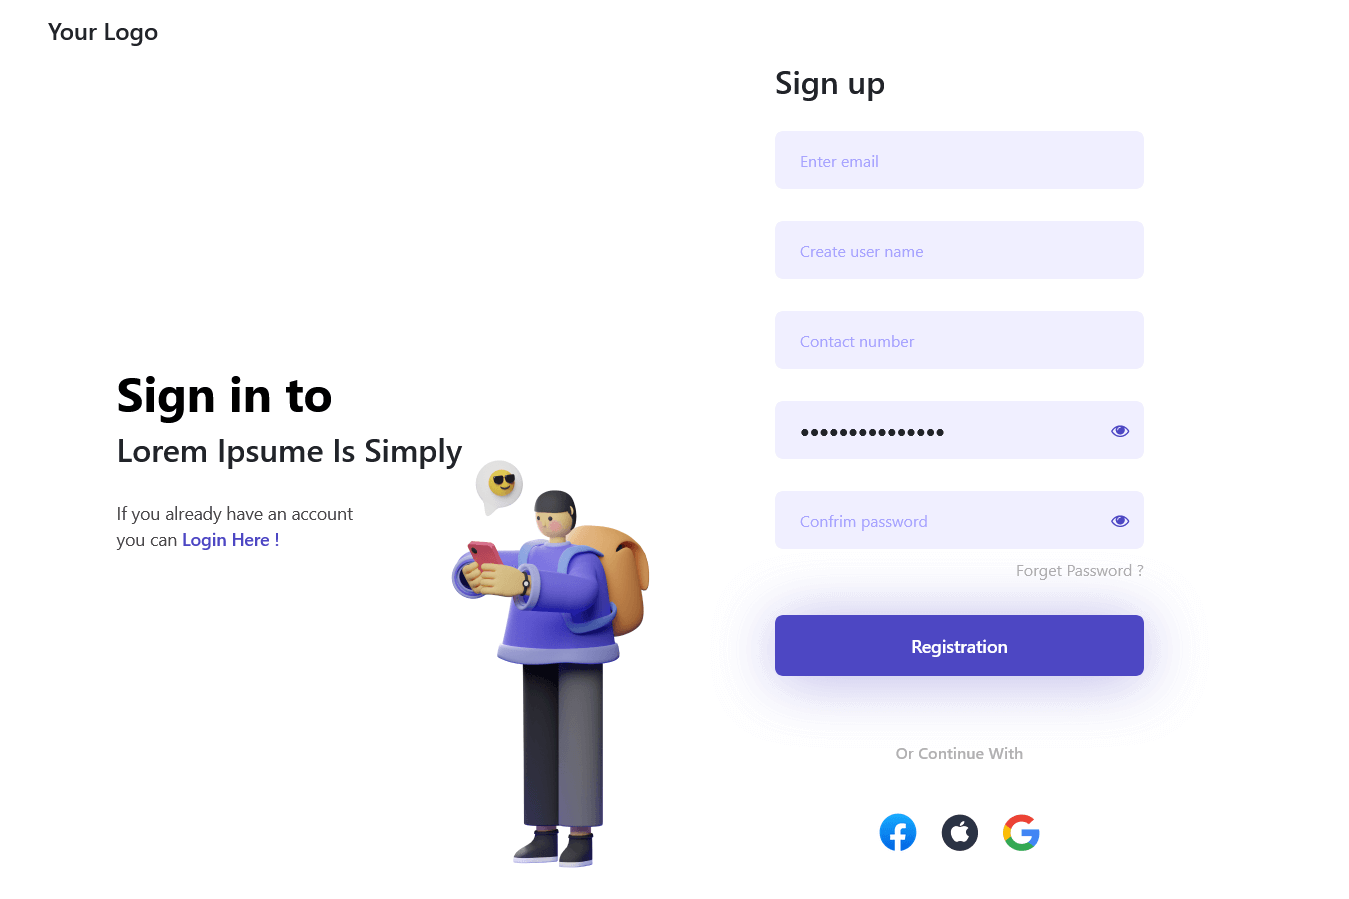 Your Logo
Sign up
Enter email
Create user name
Contact number
•••••••••••••••
Confrim password
Forget Password ?
Registration
Or Continue With
Sign in to
Lorem Ipsume Is Simply
If you already have an account
you can Login Here !